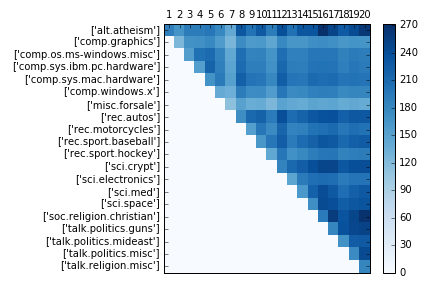 1 2 3 4 5 6 7 8 9 10 11 12 13 14 15 16 17 18 19 20
['alt.atheism']
['comp.graphics']
['comp.os.ms-windows.misc']
['comp.sys.ibm.pc.hardware']
['comp.sys.mac.hardware']
['comp.windows.x']
['misc.forsale']
['rec.autos']
['rec.motorcycles']
['rec.sport.baseball']
['rec.sport.hockey']
['sci.crypt']
['sci.electronics']
['sci.med']
['sci.space']
['soc.religion.christian']
['talk.politics.guns']
['talk.politics.mideast']
['talk.politics.misc']
['talk.religion.misc']
270
240
210
180
150
120
90
60
30
0